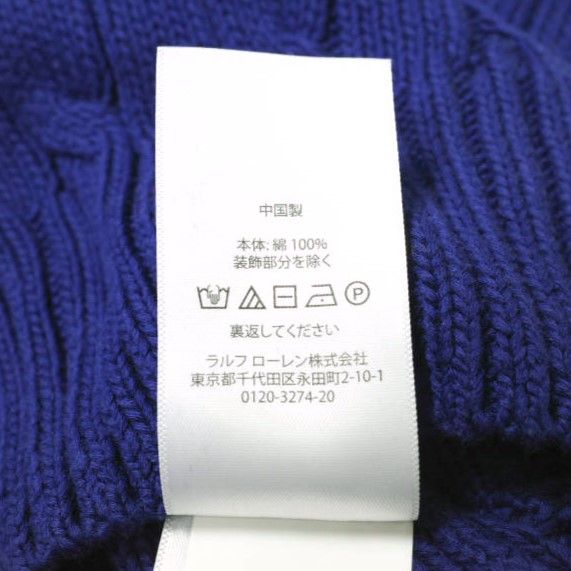 中国製
本体: 綿 100%
装飾部分を除く
P
裏返してください
ラルフ ローレン株式会社
東京都千代田区永田町2-10-1
0120-3274-20